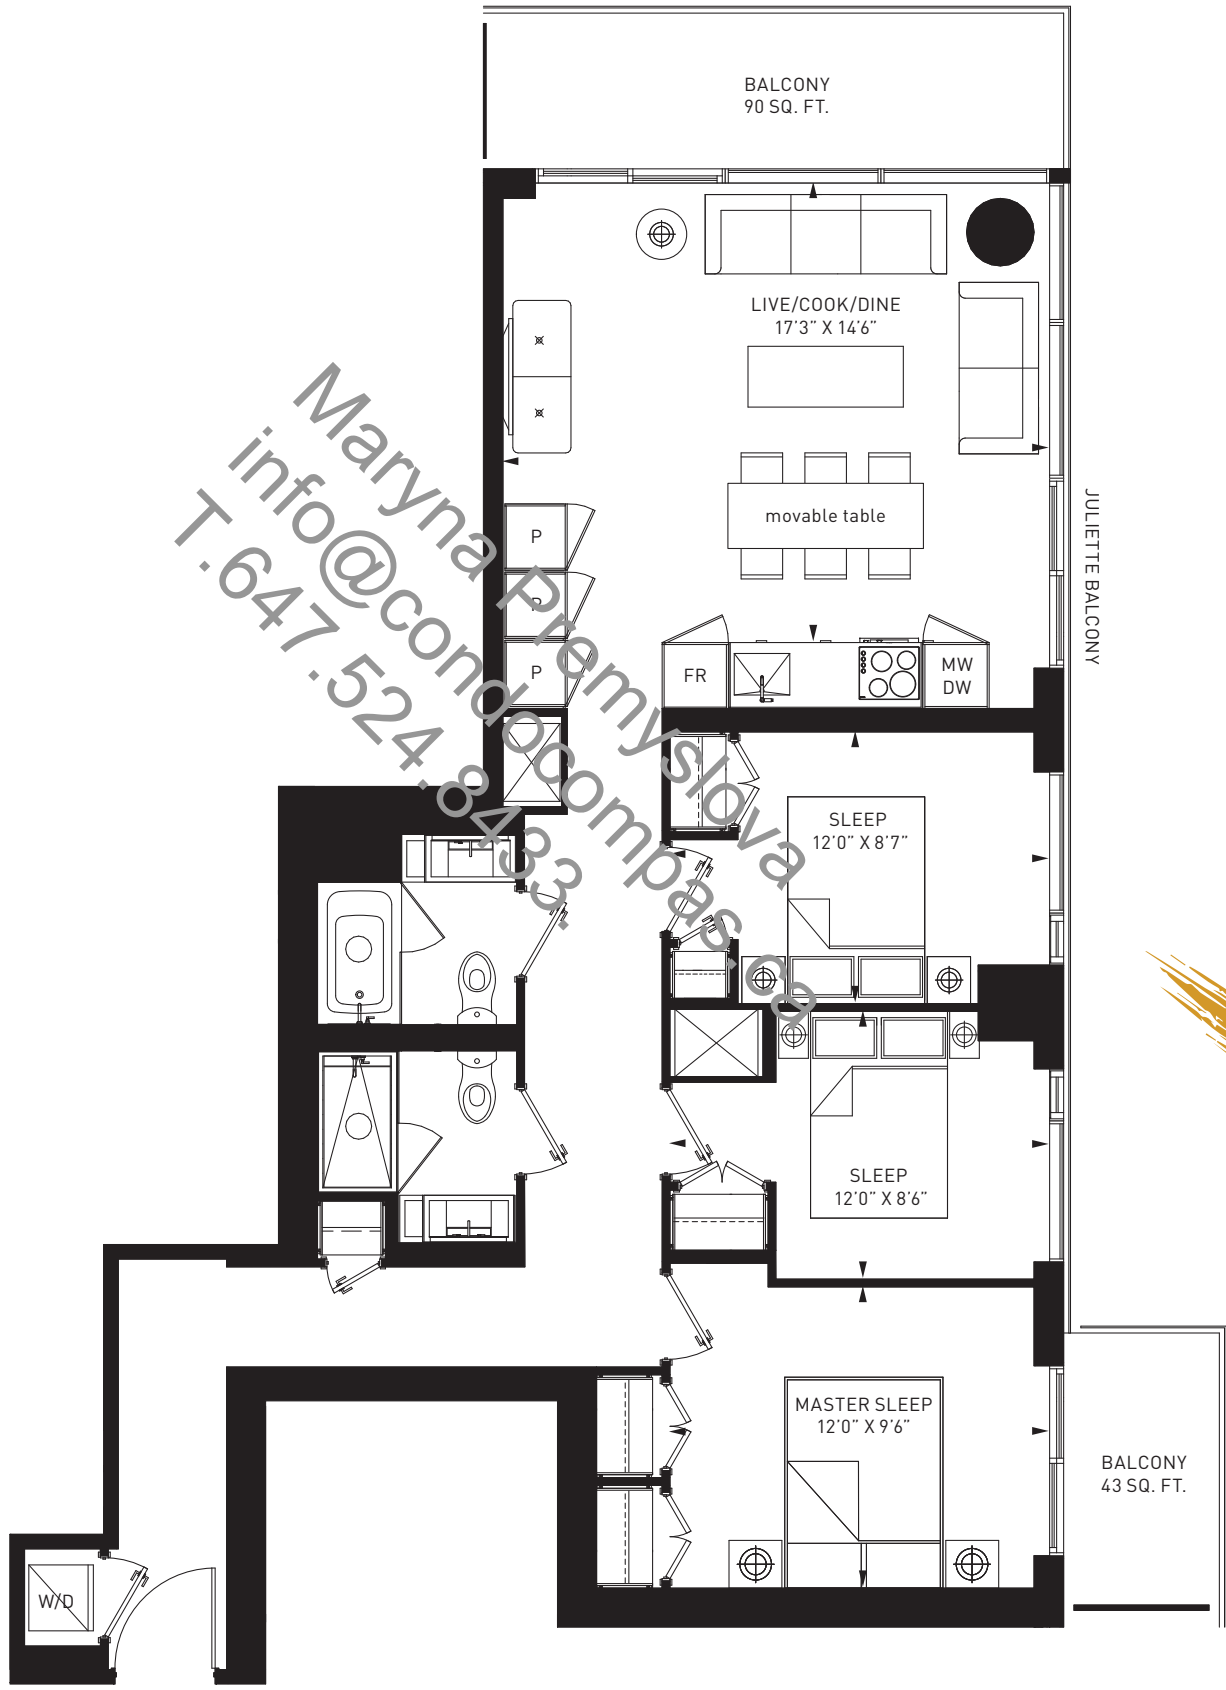 BALCONY
90 SQ. FT.
LIVE/COOK/DINE
17'3" X 14'6"
movable table
JULIETTE BALCONY
P
P
P
FR
MW
DW
Maryna Premyslova
info@condocompas.ca
T.647.524.8433.
SLEEP
12'0" X 8'7"
SLEEP
12'0" X 8'6"
MASTER SLEEP
12'0" X 9'6"
BALCONY
43 SQ. FT.
W/D